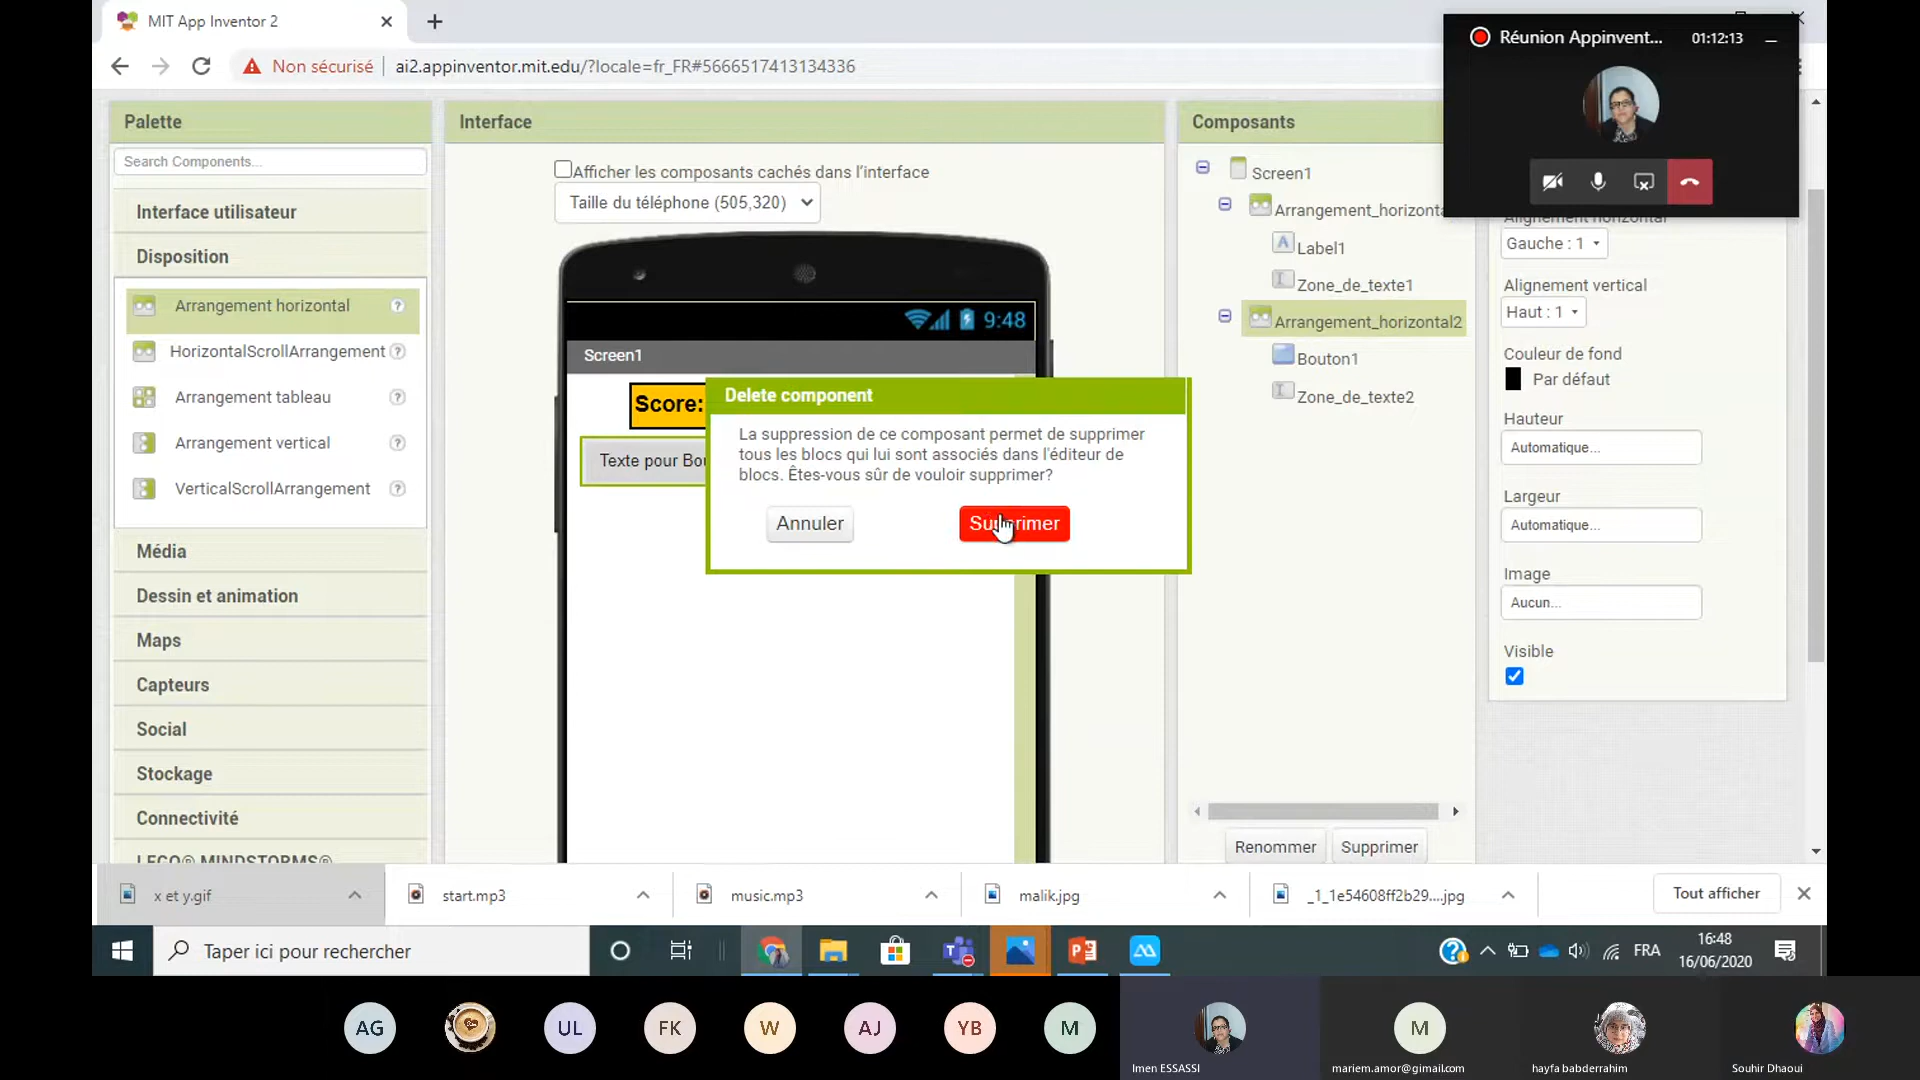 MIT App Inventor 2
Non sécurisé
ai2.appinventor.mit.edu/?locale=fr_FR#5666517413134336
Réunion Appinvent...
01:12:13
Palette
Search Components...
Interface utilisateur
Disposition
Arrangement horizontal
HorizontalScrollArrangement
Arrangement tableau
Arrangement vertical
VerticalScrollArrangement
Média
Dessin et animation
Maps
Capteurs
Social
Stockage
Connectivité
LEGO® MINDSTORMS®
Interface
Afficher les composants cachés dans l'interface
Taille du téléphone (505,320)
9:48
Screen1
Score:
Texte pour Bou
Delete component
La suppression de ce composant permet de supprimer
tous les blocs qui lui sont associés dans l'éditeur de
blocs. Êtes-vous sûr de vouloir supprimer?
Annuler
Supprimer
Composants
Screen1
Arrangement_horizonta
Label1
Zone_de_texte1
Arrangement_horizontal2
Bouton1
Zone_de_texte2
Renommer
Supprimer
Alignement horizontal
Gauche : 1
Alignement vertical
Haut : 1
Couleur de fond
Par défaut
Hauteur
Automatique...
Largeur
Automatique...
Image
Aucun...
Visible
x et y.gif
start.mp3
music.mp3
malik.jpg
_1_1e54608ff2b29....jpg
Tout afficher
Taper ici pour rechercher
FRA
16:48
16/06/2020
AG
UL
FK
W
AJ
YB
M
M
Imen ESSASSI
mariem.amor@gimail.com
hayfa babderrahim
Souhir Dhaoui